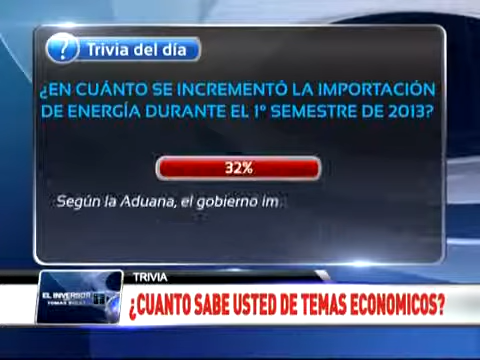 ?
Trivia del día
¿EN CUÁNTO SE INCREMENTÓ LA IMPORTACIÓN
DE ENERGÍA DURANTE EL 1º SEMESTRE DE 2013?
32%
Según la Aduana, el gobierno im
TRIVIA
EL INVERSOR
¿CUANTO SABE USTED DE TEMAS ECONOMICOS?